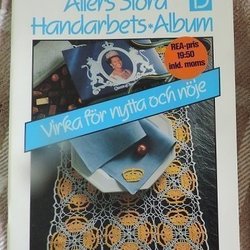 Allers Stora
Handarbets-Album
REA-pris
19:50
inkl. moms
Virka för nytta och nöje